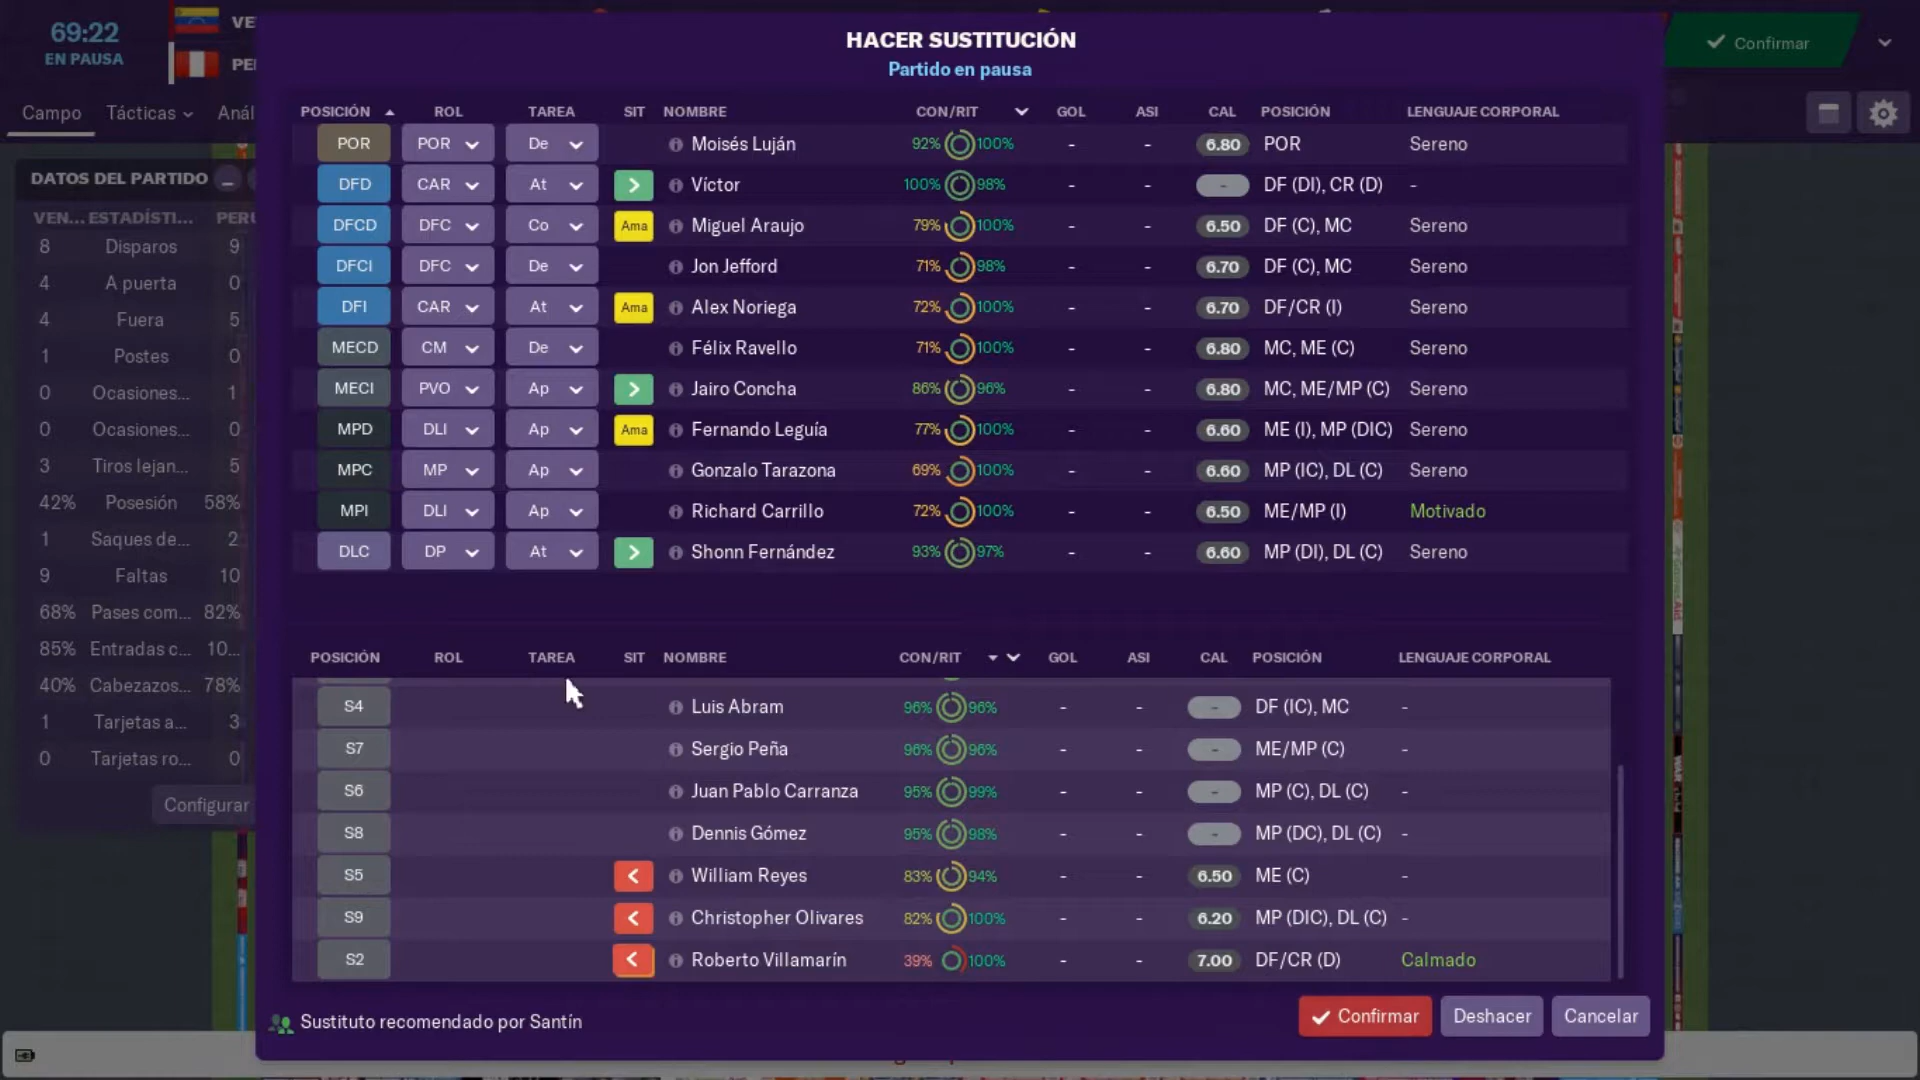 69:22
EN PAUSA
VE
PE
HACER SUSTITUCIÓN
Partido en pausa
Confirmar
Campo Tácticas Anál
DATOS DEL PARTIDO
VEN... ESTADÍSTI... PERU
8 Disparos 9
4 A puerta 0
4 Fuera 5
1 Postes 0
0 Ocasiones... 1
0 Ocasiones... 0
3 Tiros lejan... 5
42% Posesión 58%
1 Saques de... 2
9 Faltas 10
68% Pases com... 82%
85% Entradas c... 10...
40% Cabezazos... 78%
1 Tarjetas a... 3
0 Tarjetas ro... 0
Configurar
POSICIÓN ROL TAREA SIT NOMBRE CON/RIT GOL ASI CAL POSICIÓN LENGUAJE CORPORAL
POR POR De Moisés Luján 92% 100% - - 6.80 POR Sereno
DFD CAR At Víctor 100% 98% - - - DF (DI), CR (D) -
DFCD DFC Co Ama Miguel Araujo 79% 100% - - 6.50 DF (C), MC Sereno
DFCI DFC De Jon Jefford 71% 98% - - 6.70 DF (C), MC Sereno
DFI CAR At Ama Alex Noriega 72% 100% - - 6.70 DF/CR (I) Sereno
MECD CM De Félix Ravello 71% 100% - - 6.80 MC, ME (C) Sereno
MECI PVO Ap Jairo Concha 86% 96% - - 6.80 MC, ME/MP (C) Sereno
MPD DLI Ap Ama Fernando Leguía 77% 100% - - 6.60 ME (I), MP (DIC) Sereno
MPC MP Ap Gonzalo Tarazona 69% 100% - - 6.60 MP (IC), DL (C) Sereno
MPI DLI Ap Richard Carrillo 72% 100% - - 6.50 ME/MP (I) Motivado
DLC DP At Shonn Fernández 93% 97% - - 6.60 MP (DI), DL (C) Sereno
POSICIÓN ROL TAREA SIT NOMBRE CON/RIT GOL ASI CAL POSICIÓN LENGUAJE CORPORAL
S4 Luis Abram 96% 96% - - - DF (IC), MC -
S7 Sergio Peña 96% 96% - - - ME/MP (C) -
S6 Juan Pablo Carranza 95% 99% - - - MP (C), DL (C) -
S8 Dennis Gómez 95% 98% - - - MP (DC), DL (C) -
S5 William Reyes 83% 94% - - 6.50 ME (C) -
S9 Christopher Olivares 82% 100% - - 6.20 MP (DIC), DL (C) -
S2 Roberto Villamarín 39% 100% - - 7.00 DF/CR (D) Calmado
Sustituto recomendado por Santín
Confirmar Deshacer Cancelar